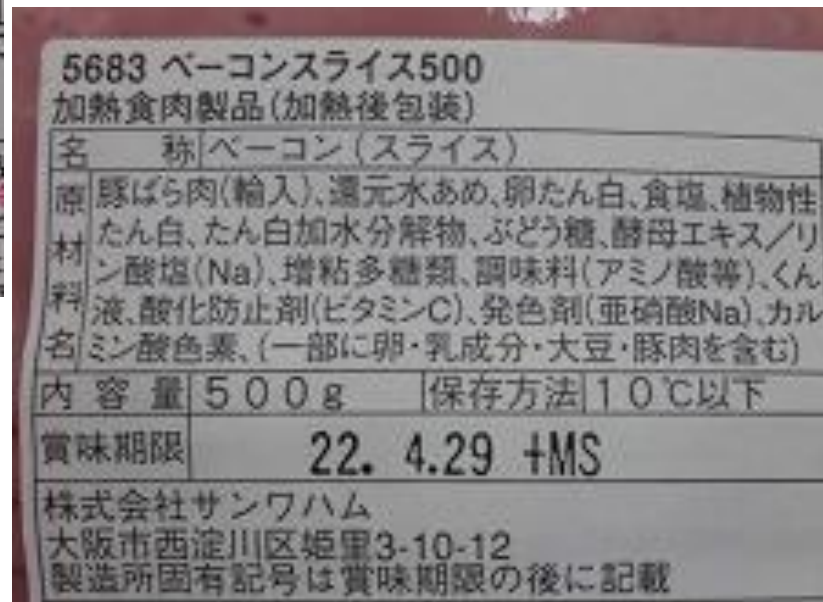 5683 ベーコンスライス500
加熱食肉製品(加熱後包装)
名 称 ベーコン(スライス)
原材料名 豚ばら肉(輸入)、還元水あめ、卵たん白、食塩、植物性
たん白、たん白加水分解物、ぶどう糖、酵母エキス/リ
ン酸塩(Na)、増粘多糖類、調味料(アミノ酸等)、くん
液、酸化防止剤(ビタミンC)、発色剤(亜硝酸Na)、カル
ミン酸色素、(一部に卵・乳成分・大豆・豚肉を含む)
内容量 500g 保存方法 10℃以下
賞味期限 22. 4.29 +MS
株式会社サンワハム
大阪市西淀川区姫里3-10-12
製造所固有記号は賞味期限の後に記載